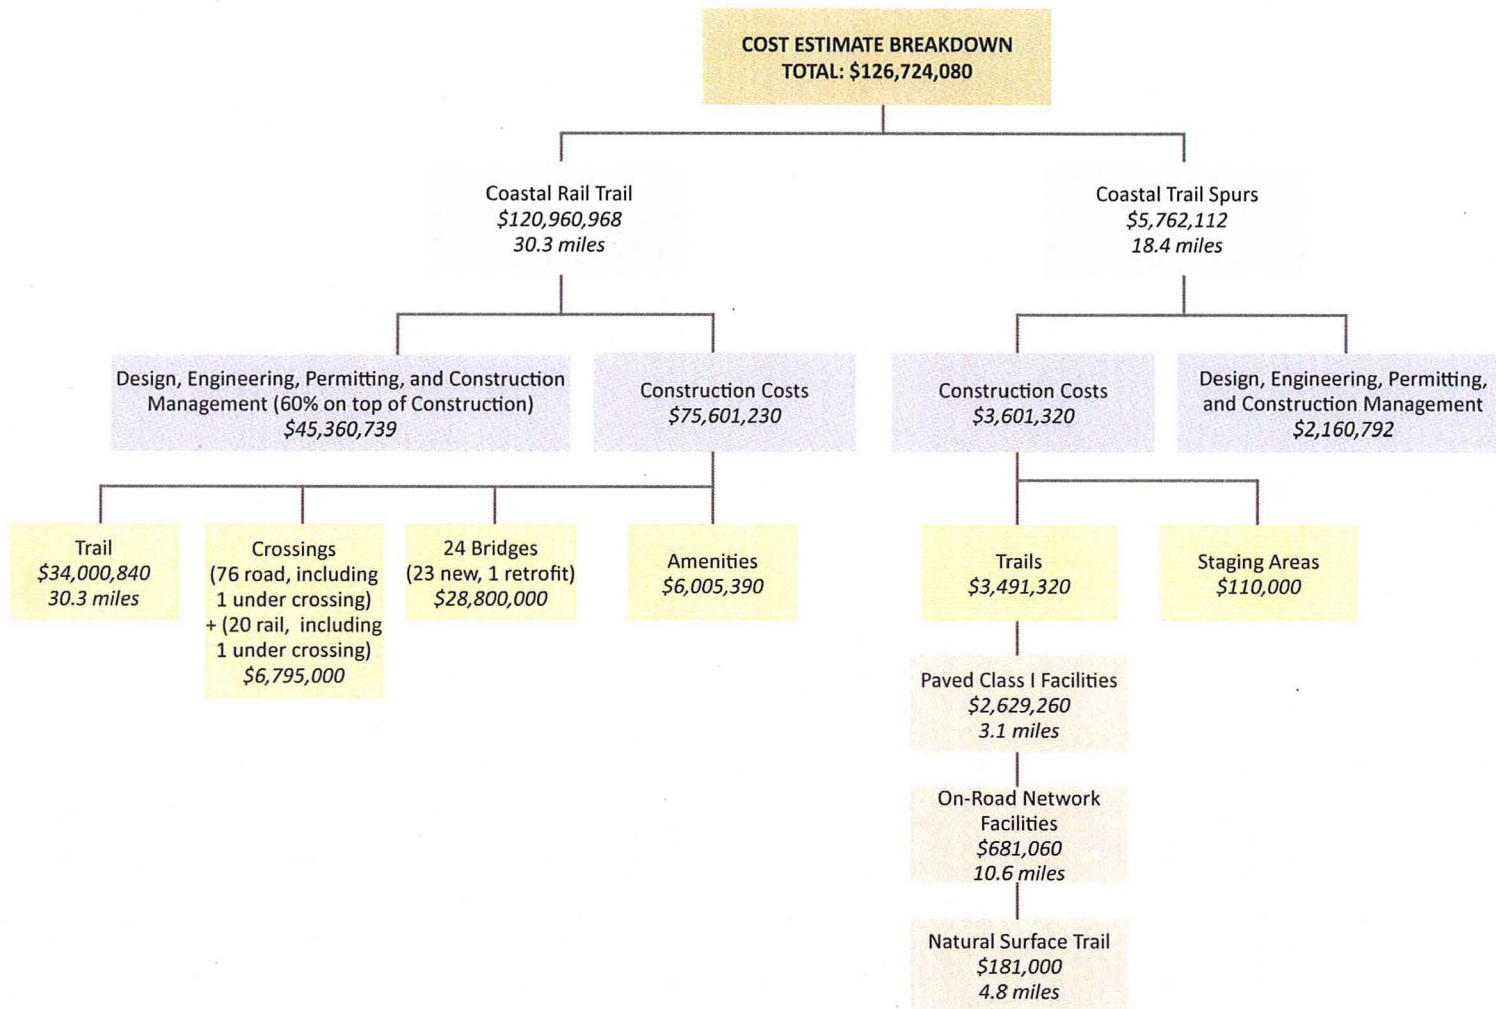 COST ESTIMATE BREAKDOWN
TOTAL: $126,724,080
Coastal Rail Trail
$120,960,968
30.3 miles
Coastal Trail Spurs
$5,762,112
18.4 miles
Design, Engineering, Permitting, and Construction
Management (60% on top of Construction)
$45,360,739
Construction Costs
$75,601,230
Construction Costs
$3,601,320
Design, Engineering, Permitting,
and Construction Management
$2,160,792
Trail
$34,000,840
30.3 miles
Crossings
(76 road, including
1 under crossing)
+ (20 rail, including
1 under crossing)
$6,795,000
24 Bridges
(23 new, 1 retrofit)
$28,800,000
Amenities
$6,005,390
Trails
$3,491,320
Staging Areas
$110,000
Paved Class I Facilities
$2,629,260
3.1 miles
On-Road Network
Facilities
$681,060
10.6 miles
Natural Surface Trail
$181,000
4.8 miles